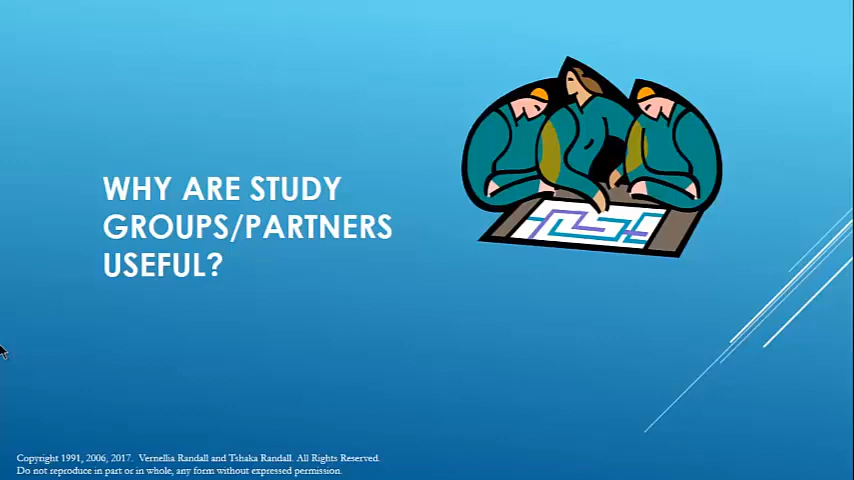 WHY ARE STUDY
GROUPS/PARTNERS
USEFUL?
Copyright 1991, 2006, 2017.  Vernellia Randall and Tshaka Randall. All Rights Reserved.
Do not reproduce in part or in whole, any form without expressed permission.